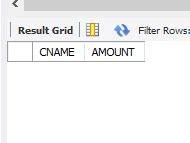 Result Grid Filter Rows:
CNAME AMOUNT